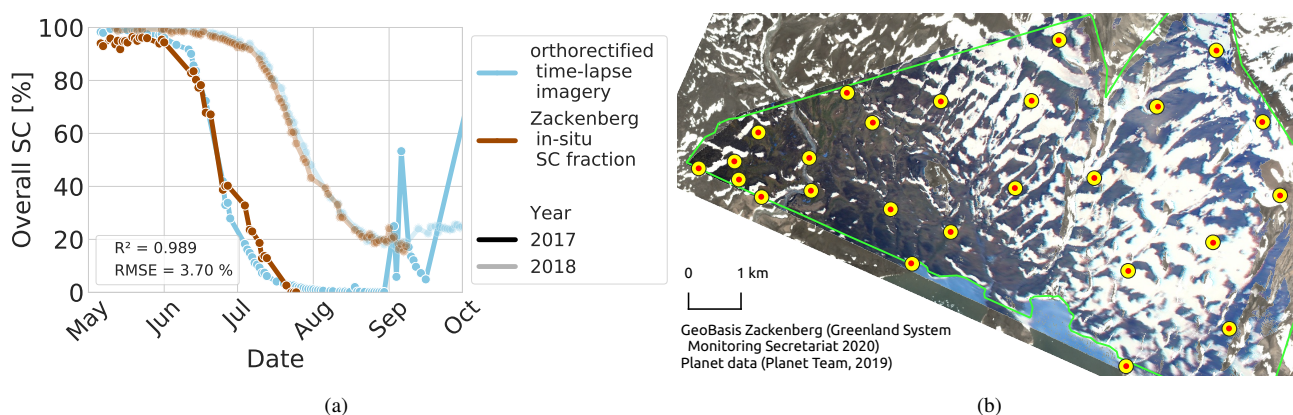 100
80
60
40
20
0
Overall SC [%]
May
Jun
Jul
Aug
Sep
Oct
Date
R² = 0.989
RMSE = 3.70 %
orthorectified
time-lapse
imagery
Zackenberg
in-situ
SC fraction
Year
2017
2018
(a)
0 1 km
GeoBasis Zackenberg (Greenland System
Monitoring Secretariat 2020)
Planet data (Planet Team, 2019)
(b)